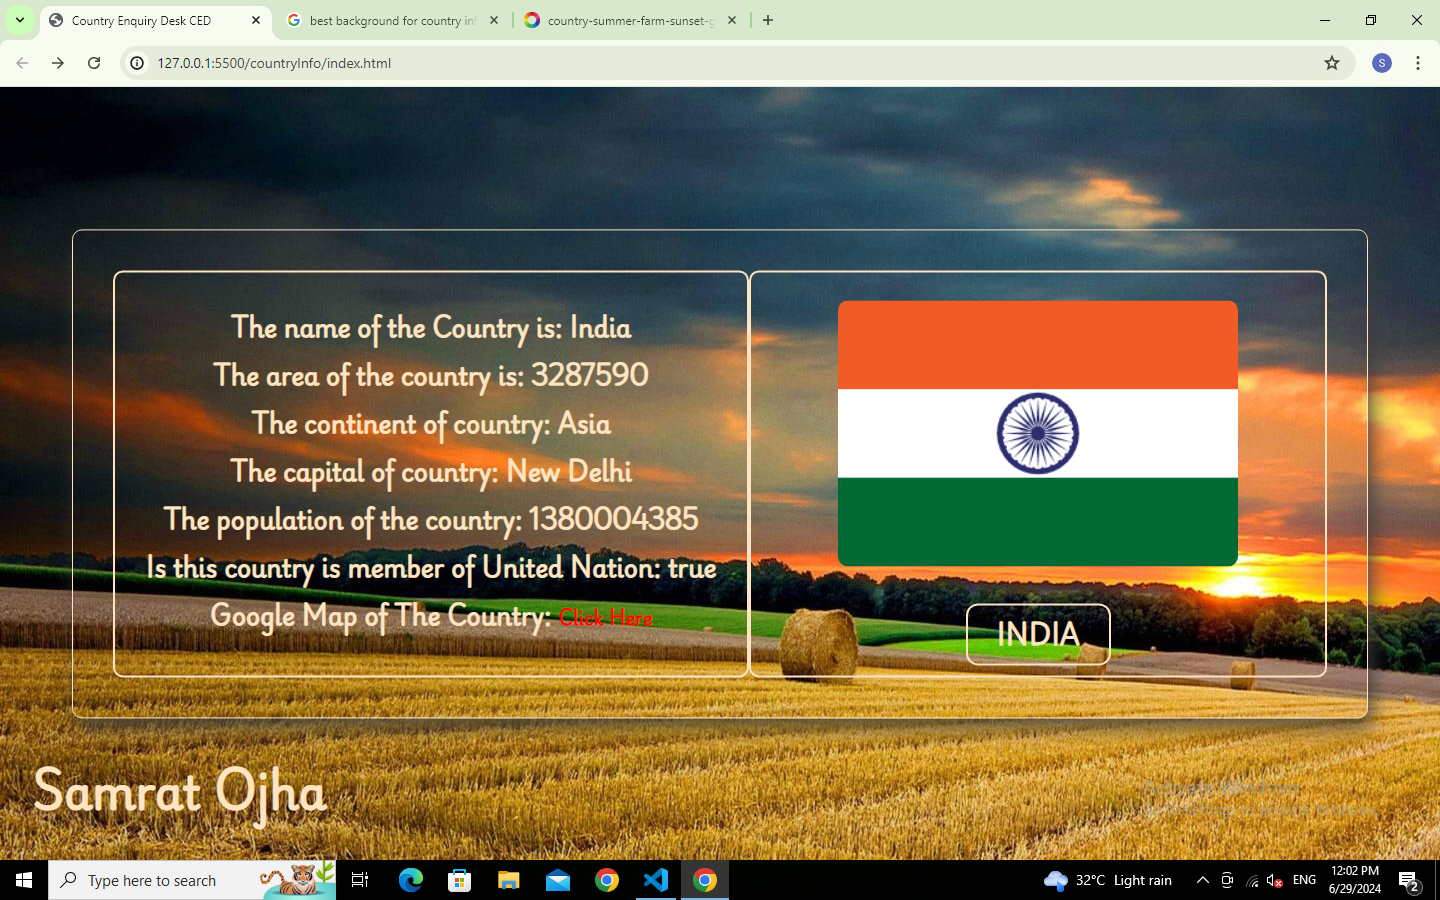 Country Enquiry Desk CED
best background for country in
country-summer-farm-sunset-g
127.0.0.1:5500/countryInfo/index.html
S
The name of the Country is: India
The area of the country is: 3287590
The continent of country: Asia
The capital of country: New Delhi
The population of the country: 1380004385
Is this country is member of United Nation: true
Google Map of The Country: Click Here
INDIA
Samrat Ojha
Activate Windows
Go to Settings to activate Windows.
Type here to search
32°C Light rain
ENG
12:02 PM
6/29/2024
2